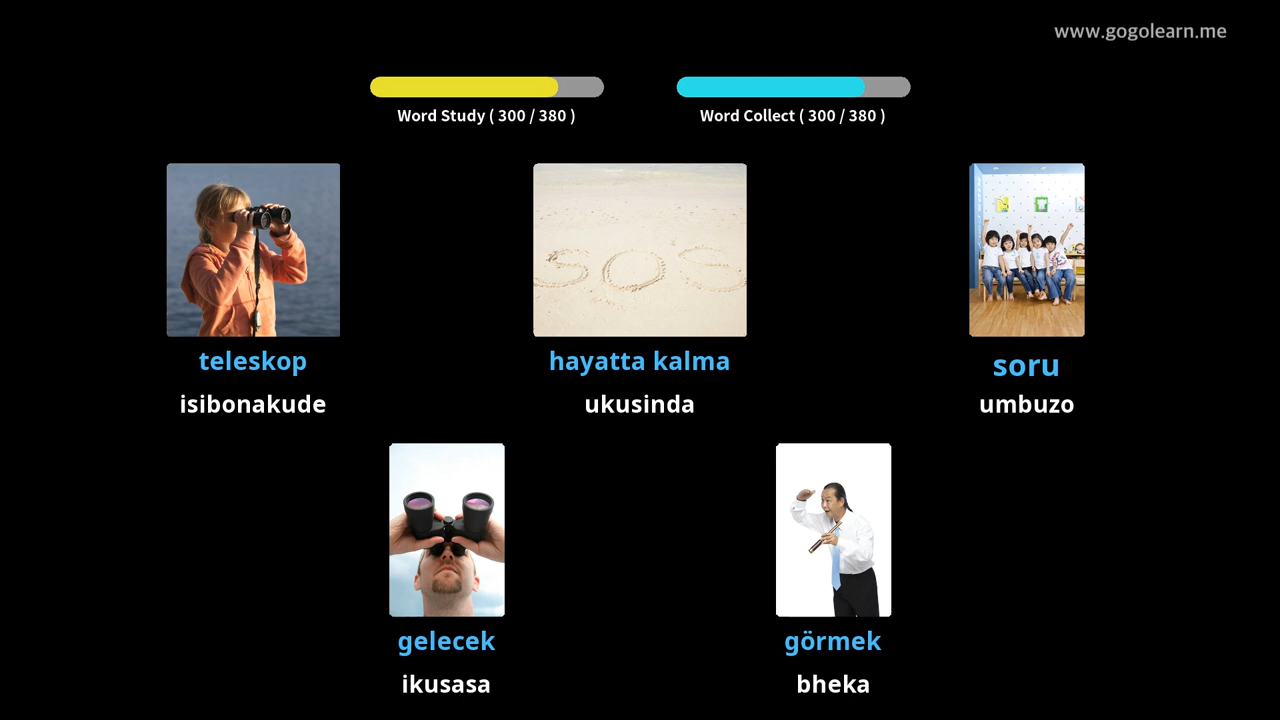 www.gogolearn.me
Word Study ( 300 / 380 )
Word Collect ( 300 / 380 )
SOS
teleskop
isibonakude
hayatta kalma
ukusinda
soru
umbuzo
gelecek
ikusasa
görmek
bheka